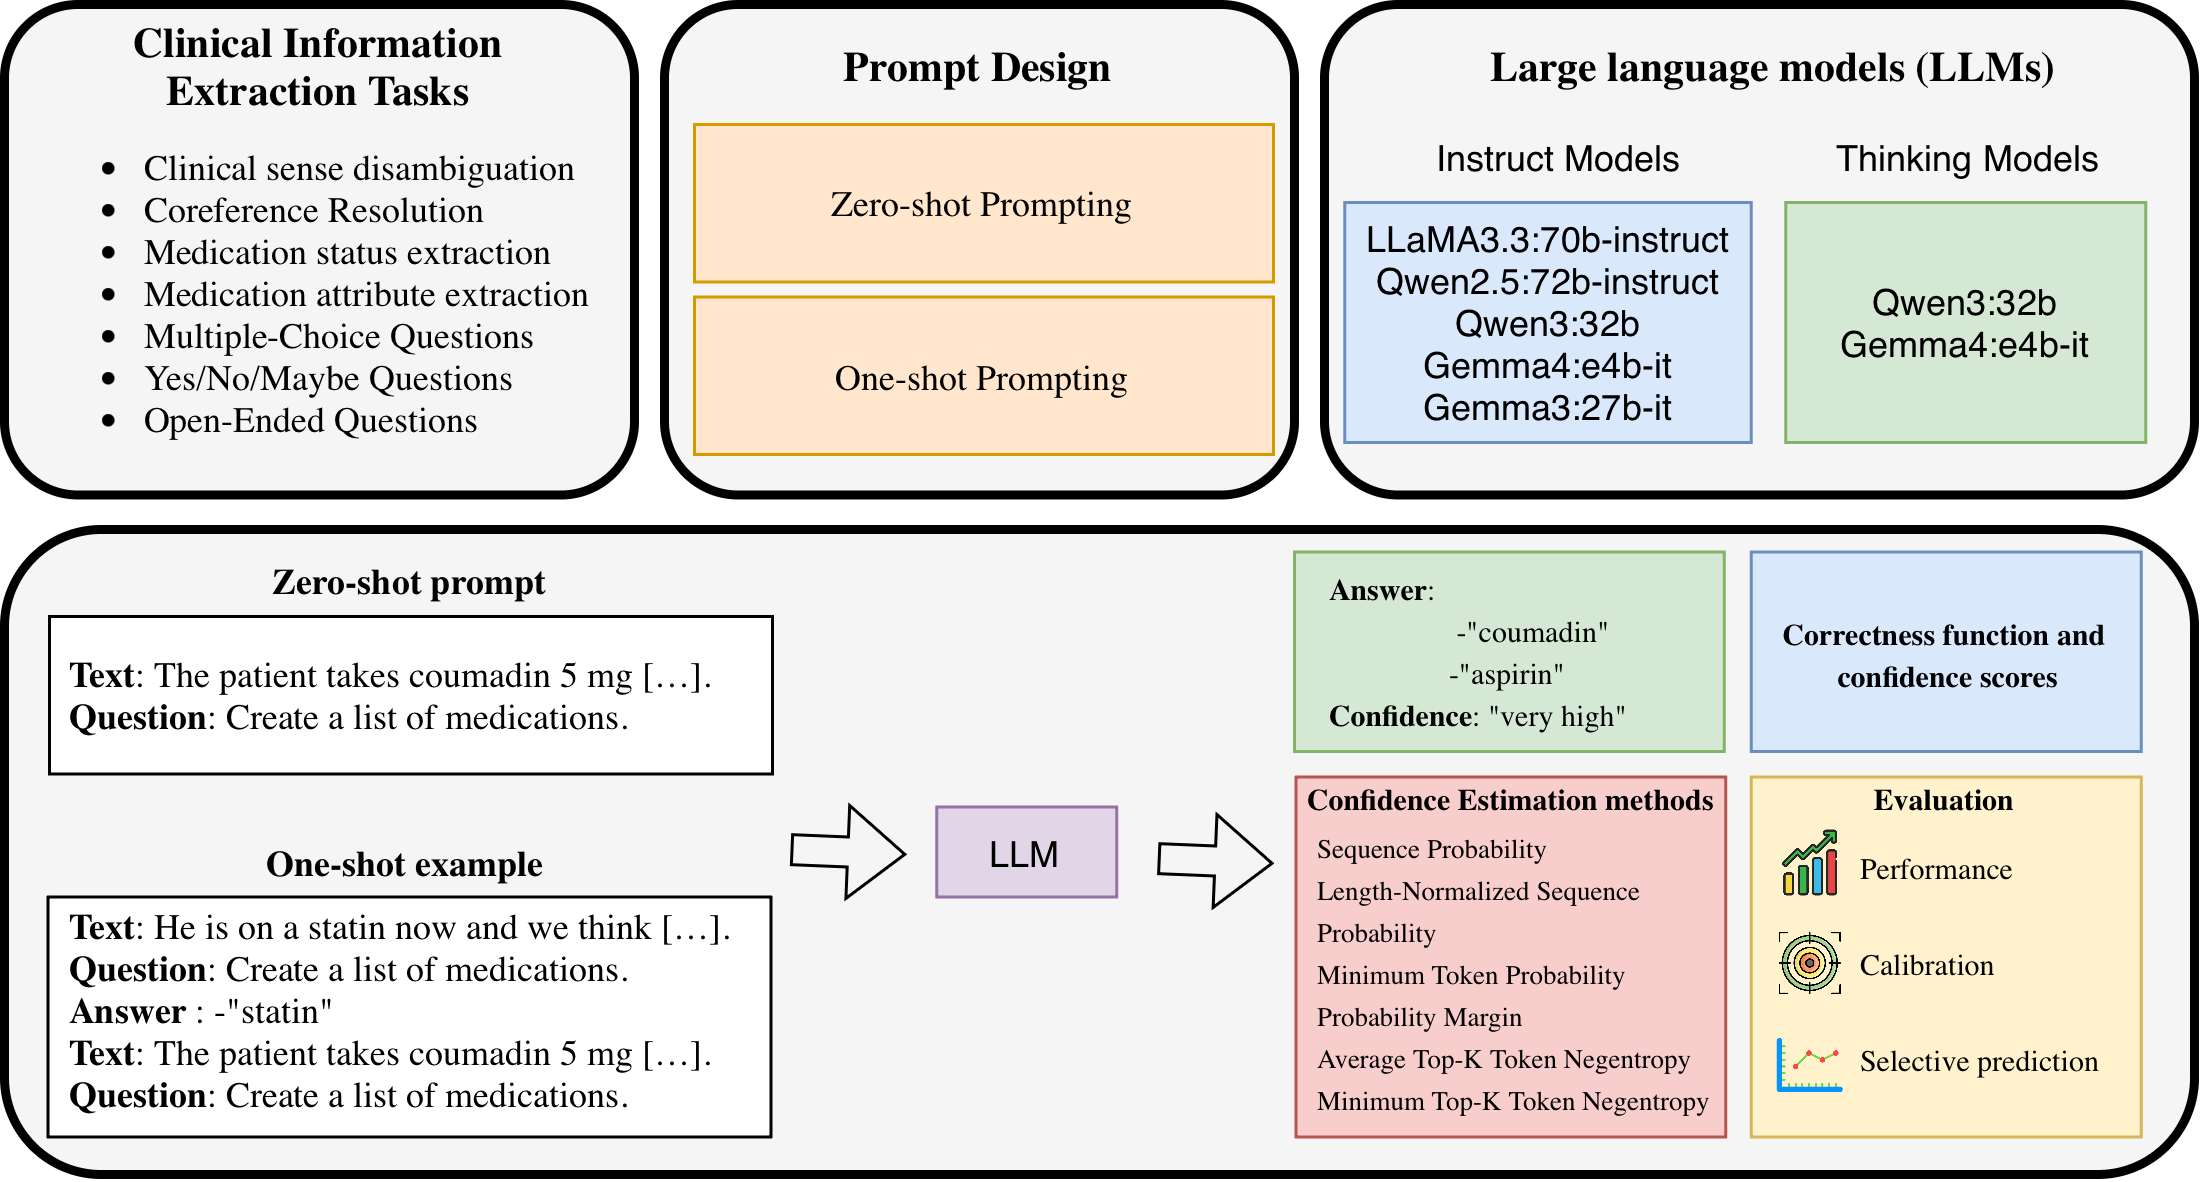 Clinical Information
Extraction Tasks
• Clinical sense disambiguation
• Coreference Resolution
• Medication status extraction
• Medication attribute extraction
• Multiple-Choice Questions
• Yes/No/Maybe Questions
• Open-Ended Questions
Prompt Design
Zero-shot Prompting
One-shot Prompting
Large language models (LLMs)
Instruct Models
LLaMA3.3:70b-instruct
Qwen2.5:72b-instruct
Qwen3:32b
Gemma4:e4b-it
Gemma3:27b-it
Thinking Models
Qwen3:32b
Gemma4:e4b-it
Zero-shot prompt
Text: The patient takes coumadin 5 mg […].
Question: Create a list of medications.
One-shot example
Text: He is on a statin now and we think […].
Question: Create a list of medications.
Answer : -"statin"
Text: The patient takes coumadin 5 mg […].
Question: Create a list of medications.
LLM
Answer:
-"coumadin"
-"aspirin"
Confidence: "very high"
Correctness function and
confidence scores
Confidence Estimation methods
Sequence Probability
Length-Normalized Sequence
Probability
Minimum Token Probability
Probability Margin
Average Top-K Token Negentropy
Minimum Top-K Token Negentropy
Evaluation
Performance
Calibration
Selective prediction